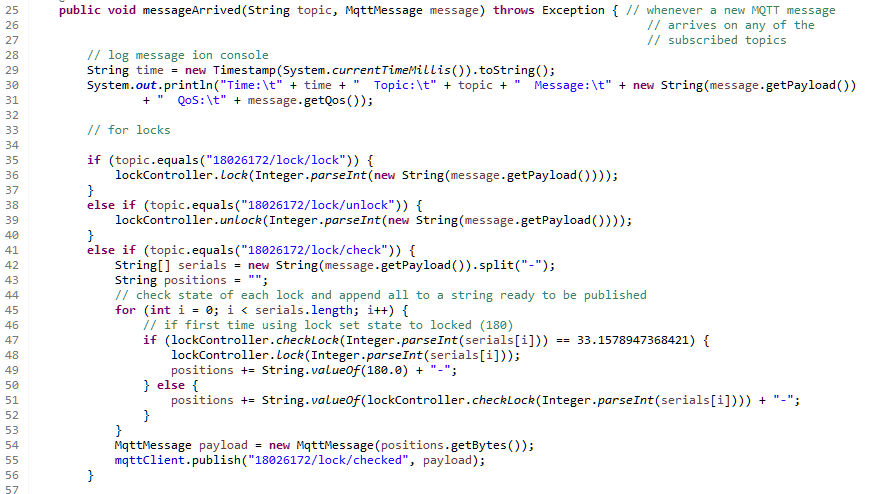 25 public void messageArrived(String topic, MqttMessage message) throws Exception { // whenever a new MQTT message
26 // arrives on any of the
27 // subscribed topics
28 // log message ion console
29 String time = new Timestamp(System.currentTimeMillis()).toString();
30 System.out.println("Time:\t" + time + "  Topic:\t" + topic + "  Message:\t" + new String(message.getPayload())
31 + "  QoS:\t" + message.getQos());
32
33 // for locks
34
35 if (topic.equals("18026172/lock/lock")) {
36 lockController.lock(Integer.parseInt(new String(message.getPayload())));
37 }
38 else if (topic.equals("18026172/lock/unlock")) {
39 lockController.unlock(Integer.parseInt(new String(message.getPayload())));
40 }
41 else if (topic.equals("18026172/lock/check")) {
42 String[] serials = new String(message.getPayload()).split("-");
43 String positions = "";
44 // check state of each lock and append all to a string ready to be published
45 for (int i = 0; i < serials.length; i++) {
46 // if first time using lock set state to locked (180)
47 if (lockController.checkLock(Integer.parseInt(serials[i])) == 33.1578947368421) {
48 lockController.lock(Integer.parseInt(serials[i]));
49 positions += String.valueOf(180.0) + "-";
50 } else {
51 positions += String.valueOf(lockController.checkLock(Integer.parseInt(serials[i]))) + "-";
52 }
53 }
54 MqttMessage payload = new MqttMessage(positions.getBytes());
55 mqttClient.publish("18026172/lock/checked", payload);
56 }
57